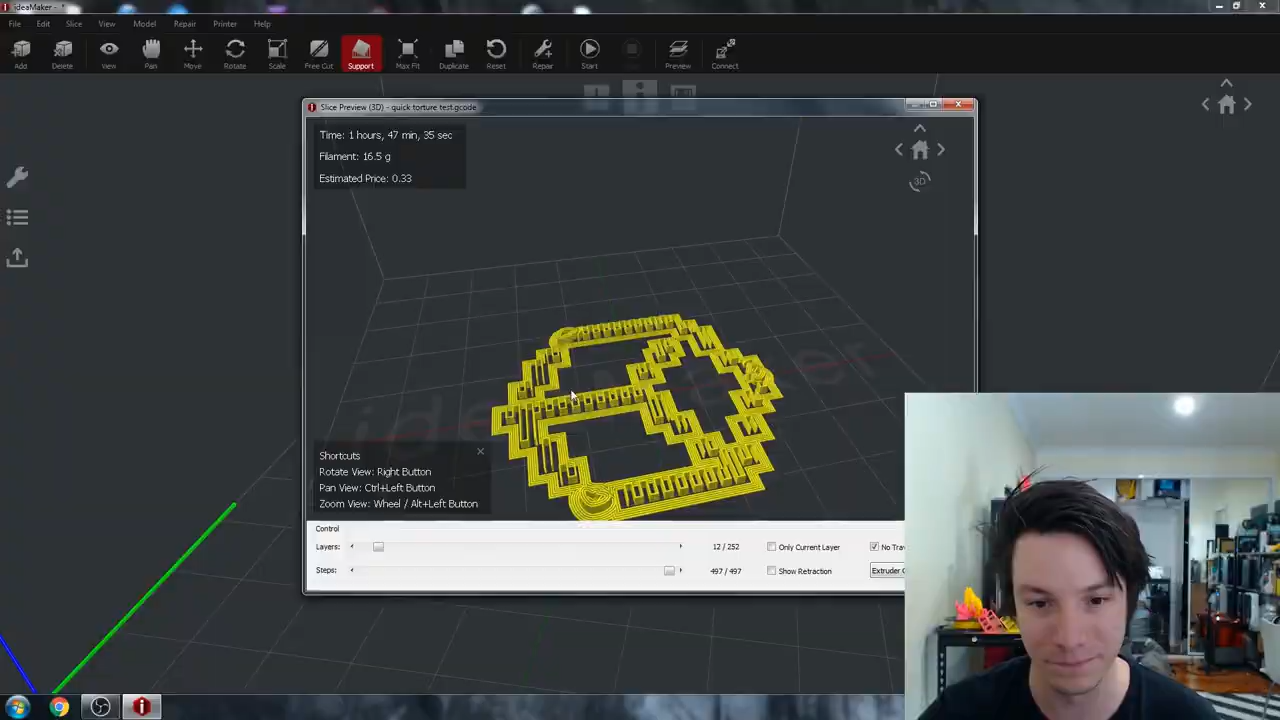 ideaMaker - *
File Edit Slice View Model Repair Printer Help
Add Delete View Pan Move Rotate Scale Free Cut Support Max Fit Duplicate Reset Repair Start Preview Connect
Slice Preview (3D) - quick torture test.gcode
Time: 1 hours, 47 min, 35 sec
Filament: 16.5 g
Estimated Price: 0.33
3D
Shortcuts
Rotate View: Right Button
Pan View: Ctrl+Left Button
Zoom View: Wheel / Alt+Left Button
Control
Layers: 12 / 252 Only Current Layer No Trav
Steps: 497 / 497 Show Retraction Extruder